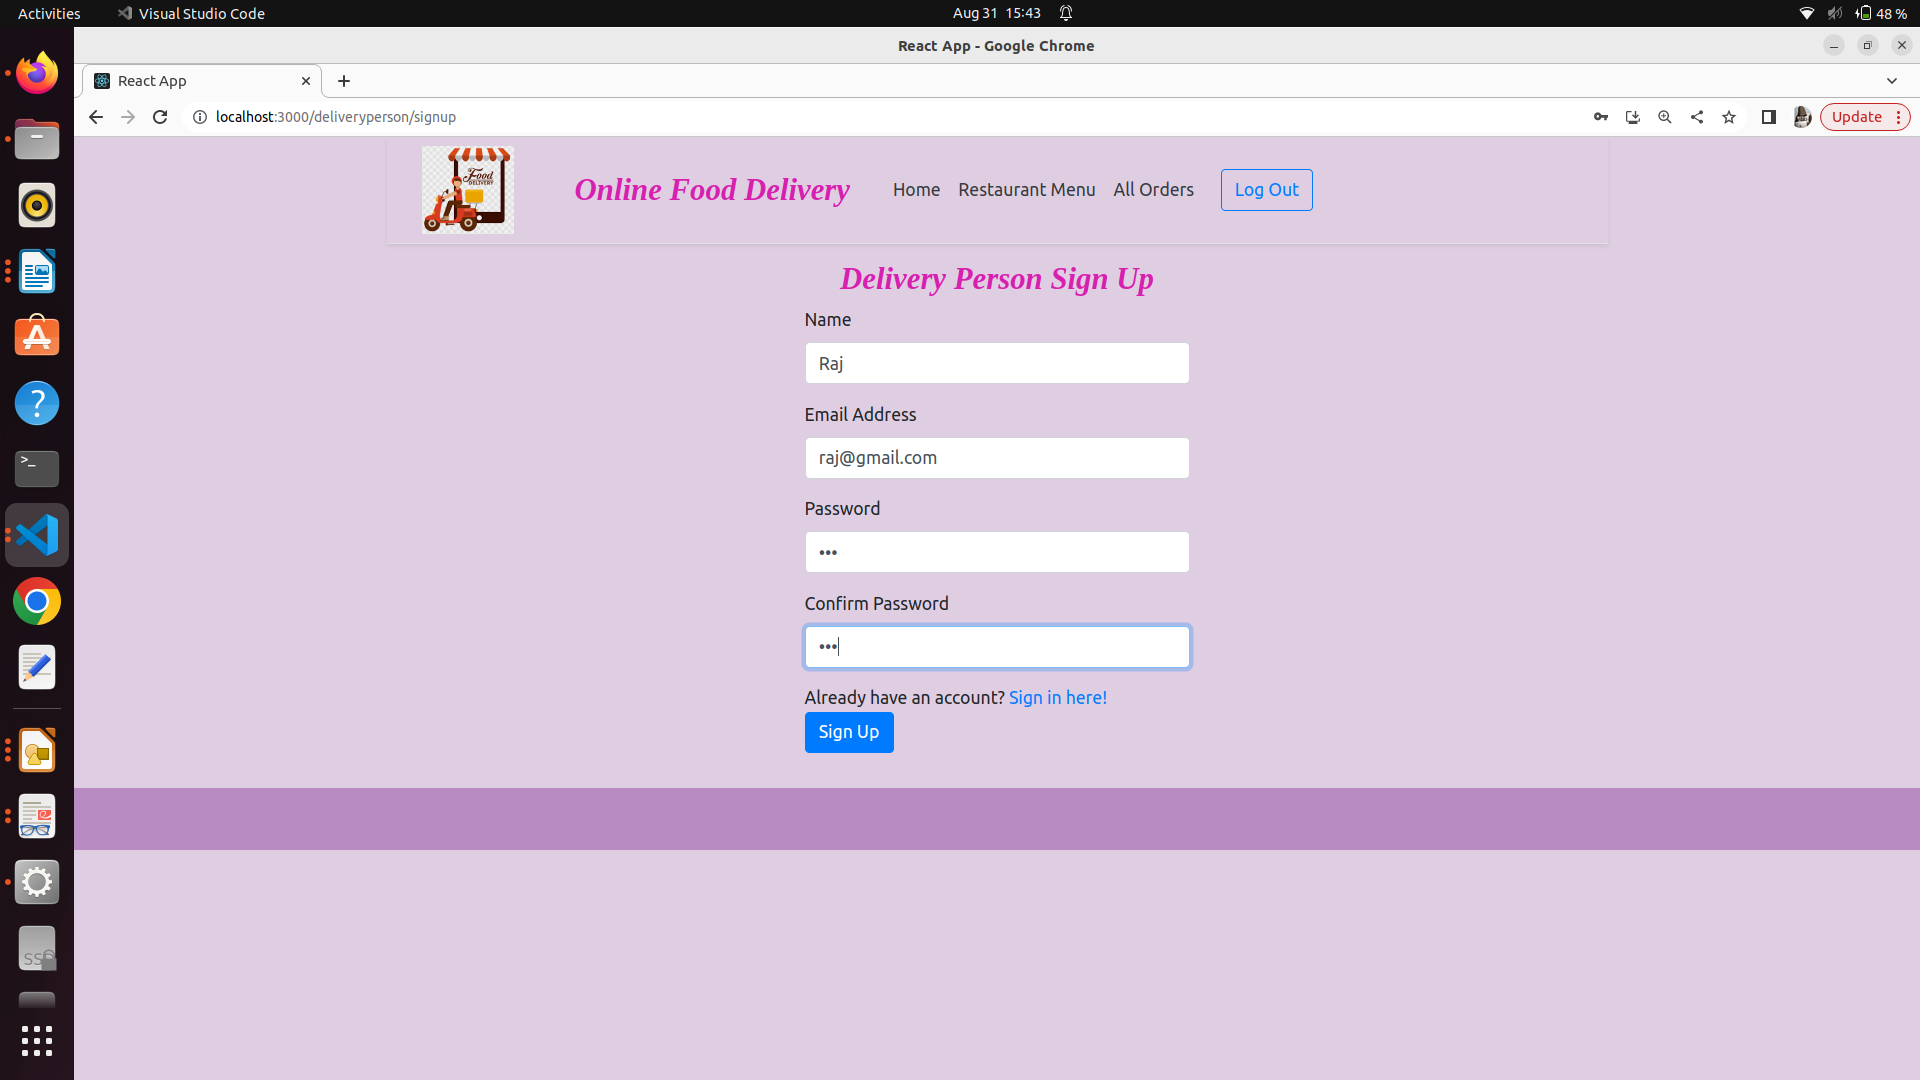 Activities Visual Studio Code Aug 31 15:43 48 %
React App - Google Chrome
React App
localhost:3000/deliveryperson/signup Update
Food
DELIVERY
Online Food Delivery Home Restaurant Menu All Orders Log Out
Delivery Person Sign Up
Name
Raj
Email Address
raj@gmail.com
Password
•••
Confirm Password
•••
Already have an account? Sign in here!
Sign Up